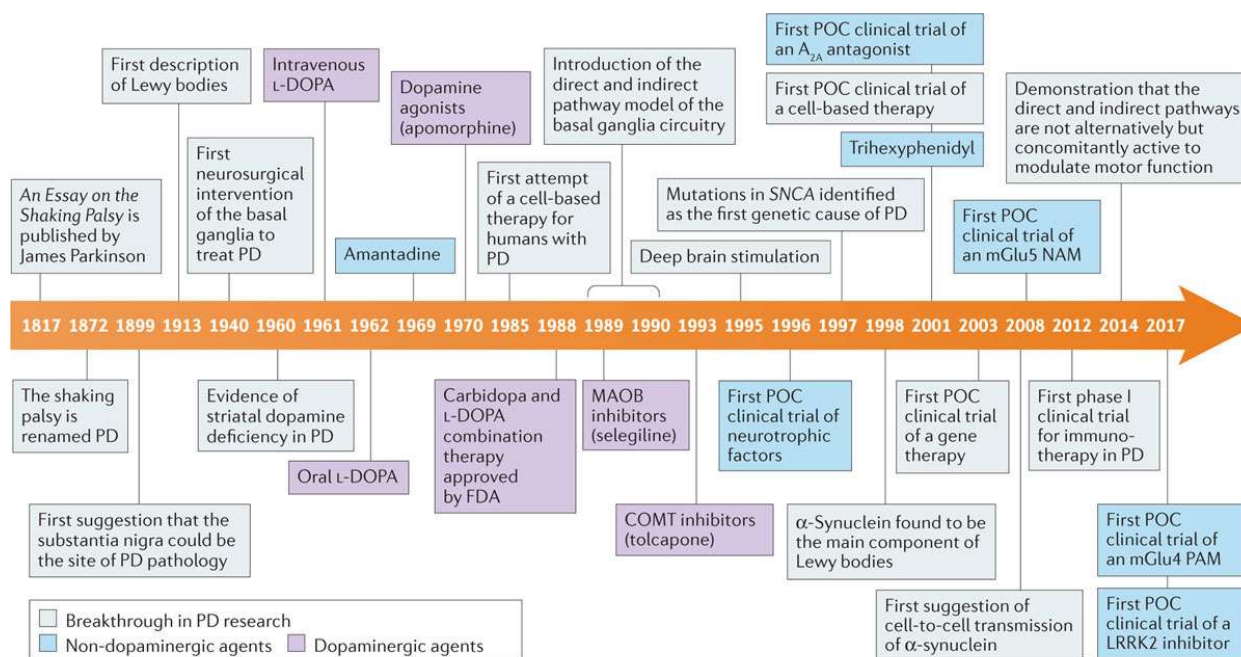 First POC clinical trial of
an A2A antagonist
First description
of Lewy bodies
Intravenous
L-DOPA
Dopamine
agonists
(apomorphine)
Introduction of the
direct and indirect
pathway model of the
basal ganglia circuitry
First POC clinical trial of
a cell-based therapy
Trihexyphenidyl
Demonstration that the
direct and indirect pathways
are not alternatively but
concomitantly active to
modulate motor function
An Essay on the
Shaking Palsy is
published by
James Parkinson
First
neurosurgical
intervention
of the basal
ganglia to
treat PD
Amantadine
First attempt
of a cell-based
therapy for
humans with
PD
Mutations in SNCA identified
as the first genetic cause of PD
Deep brain stimulation
First POC
clinical trial of
an mGlu5 NAM
1817 1872 1899 1913 1940 1960 1961 1962 1969 1970 1985 1988 1989 1990 1993 1995 1996 1997 1998 2001 2003 2008 2012 2014 2017
The shaking
palsy is
renamed PD
Evidence of
striatal dopamine
deficiency in PD
Oral L-DOPA
Carbidopa and
L-DOPA
combination
therapy
approved
by FDA
MAOB
inhibitors
(selegiline)
First POC
clinical trial of
neurotrophic
factors
First POC
clinical trial
of a gene
therapy
First phase I
clinical trial
for immuno-
therapy in PD
First suggestion that the
substantia nigra could be
the site of PD pathology
COMT inhibitors
(tolcapone)
α-Synuclein found to be
the main component of
Lewy bodies
First POC
clinical trial of
an mGlu4 PAM
First suggestion of
cell-to-cell transmission
of α-synuclein
First POC
clinical trial of a
LRRK2 inhibitor
Breakthrough in PD research
Non-dopaminergic agents
Dopaminergic agents